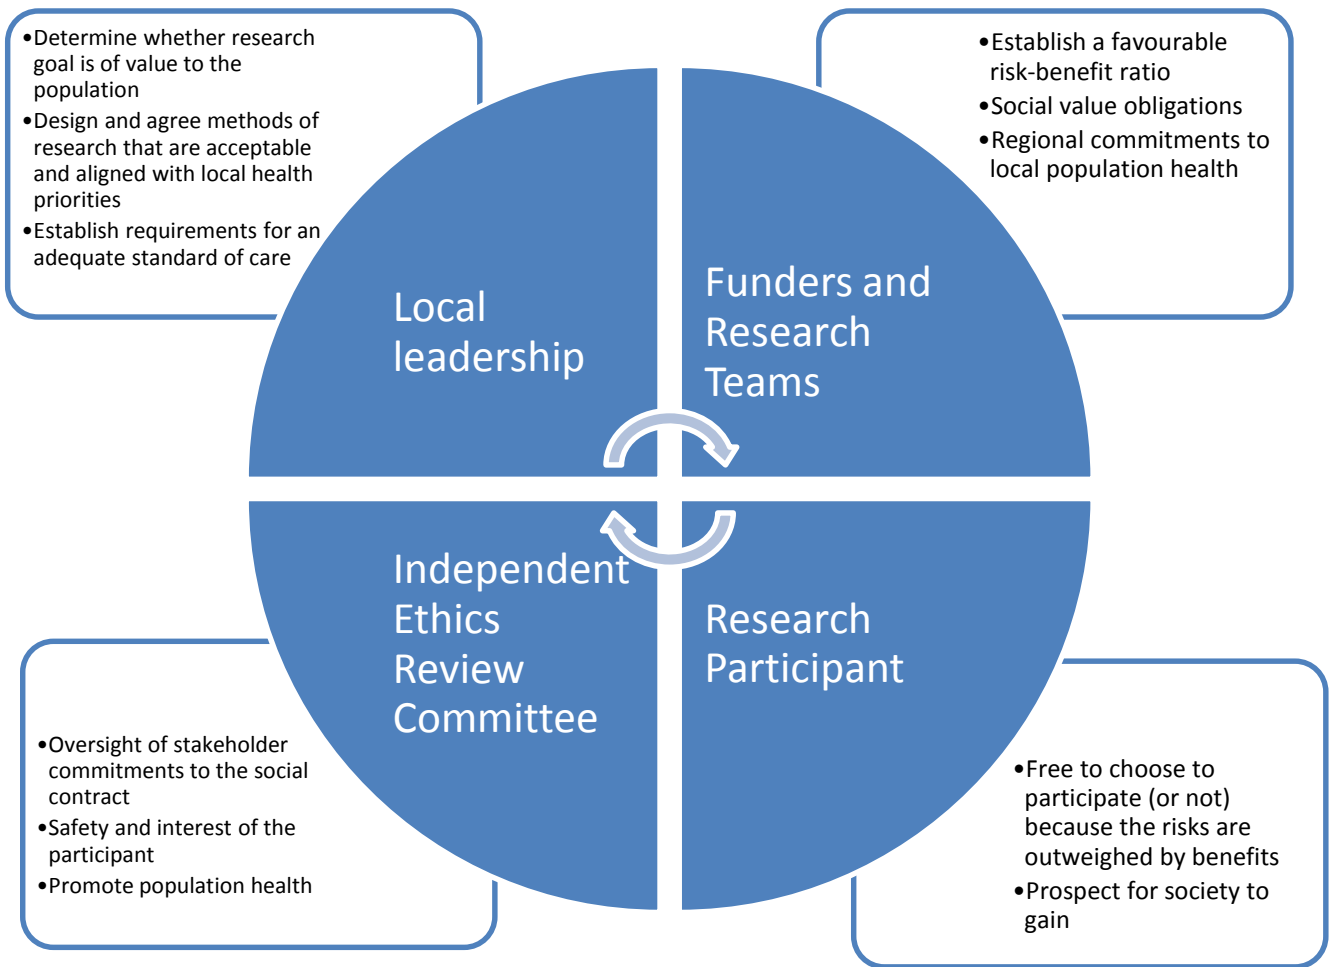 •Determine whether research
goal is of value to the
population
•Design and agree methods of
research that are acceptable
and aligned with local health
priorities
•Establish requirements for an
adequate standard of care
•Establish a favourable
risk-benefit ratio
•Social value obligations
•Regional commitments to
local population health
Local
leadership
Funders and
Research
Teams
Independent
Ethics
Review
Committee
Research
Participant
•Oversight of stakeholder
commitments to the social
contract
•Safety and interest of the
participant
•Promote population health
•Free to choose to
participate (or not)
because the risks are
outweighed by benefits
•Prospect for society to
gain